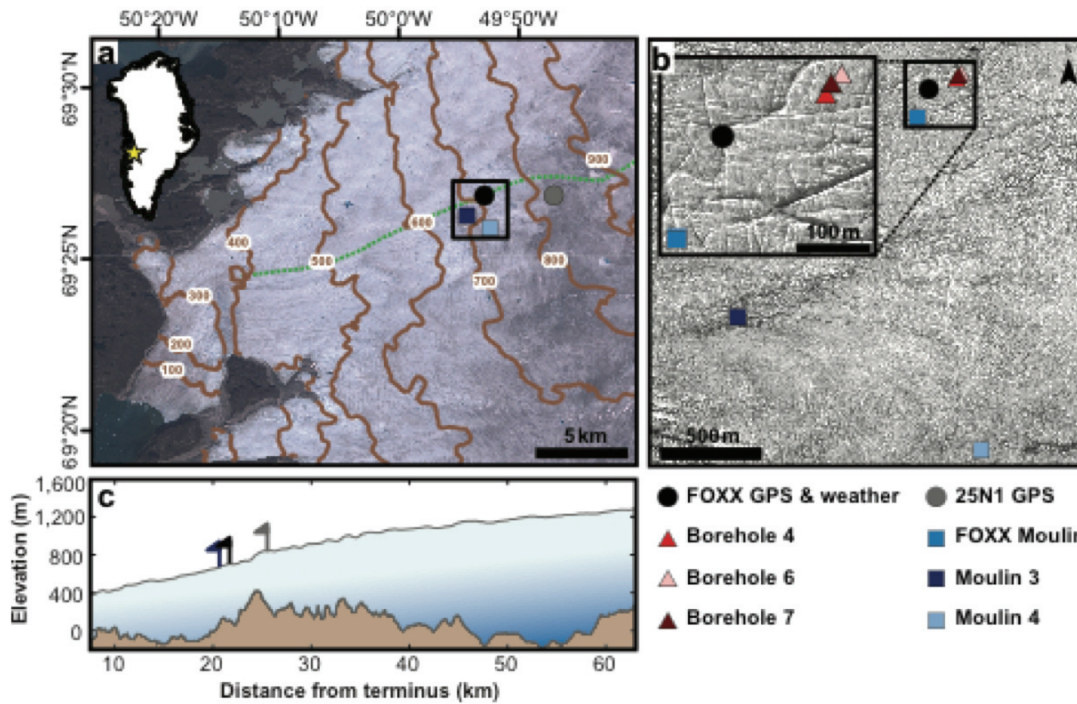 50°20'W 50°10'W 50°00'W 49°50'W
a
69°30'N
69°25'N
69°20'N
400
300
200
100
500
600
700
800
900
5 km
b
100 m
500 m
c
Elevation (m)
1,600
1,200
800
400
0
10 20 30 40 50 60
Distance from terminus (km)
FOXX GPS & weather
Borehole 4
Borehole 6
Borehole 7
25N1 GPS
FOXX Moulin
Moulin 3
Moulin 4